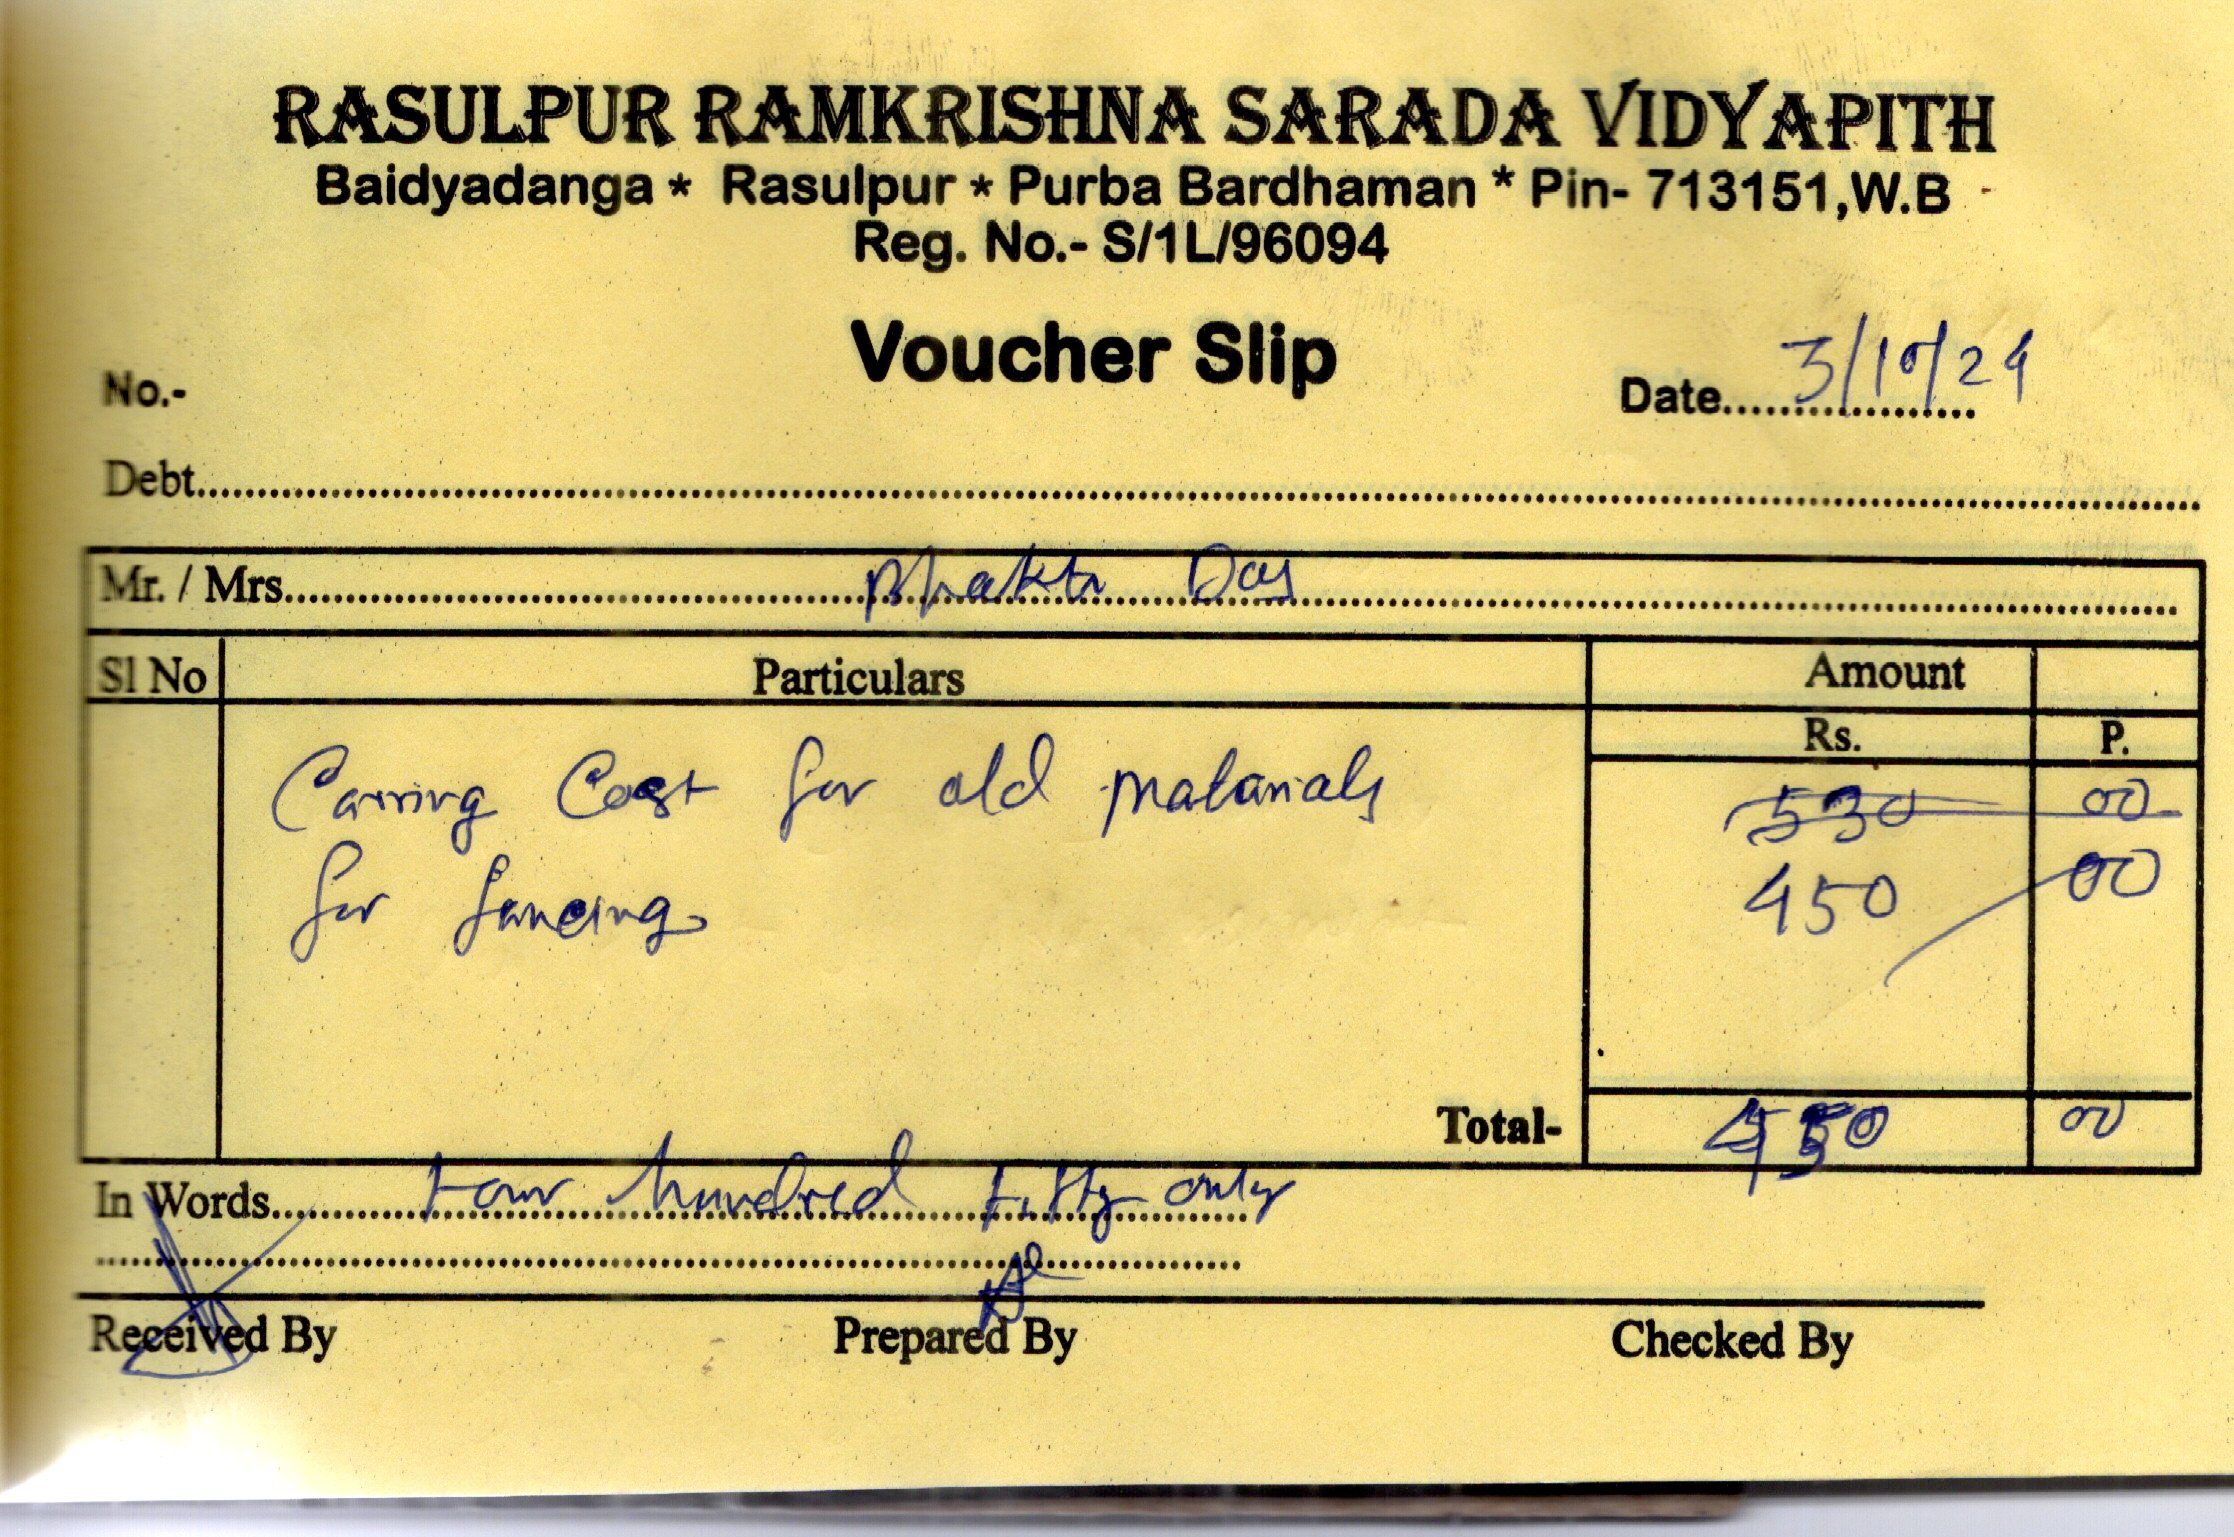 RASULPUR RAMKRISHNA SARADA VIDYAPITH
Baidyadanga * Rasulpur * Purba Bardhaman * Pin- 713151,W.B
Reg. No.- S/1L/96094
Voucher Slip
No.-
Date 3/10/24
Debt
Mr. / Mrs. Bhakta Das
Sl No Particulars Amount
Rs. P.
Carring Cost for old matarials 530 00
for fancing 450 00
Total- 450 00
In Words Four hundred Fifty only
Received By Prepared By Checked By